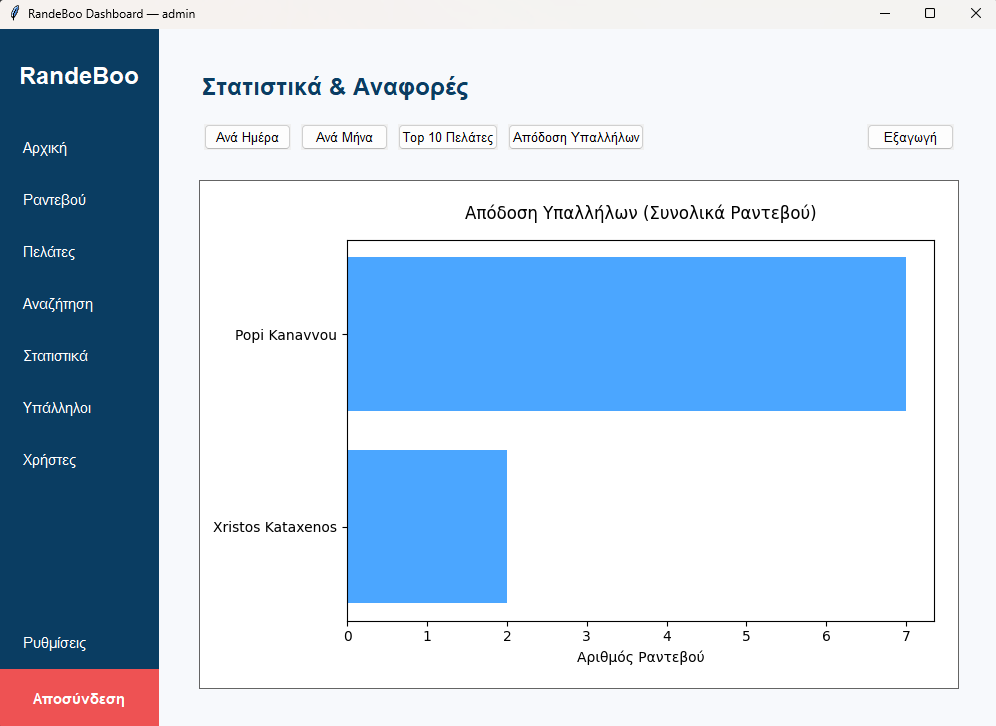 RandeBoo Dashboard — admin
RandeBoo
Αρχική
Ραντεβού
Πελάτες
Αναζήτηση
Στατιστικά
Υπάλληλοι
Χρήστες
Ρυθμίσεις
Αποσύνδεση
Στατιστικά & Αναφορές
Ανά Ημέρα Ανά Μήνα Top 10 Πελάτες Απόδοση Υπαλλήλων Εξαγωγή
Απόδοση Υπαλλήλων (Συνολικά Ραντεβού)
Popi Kanavvou
Xristos Kataxenos
0 1 2 3 4 5 6 7
Αριθμός Ραντεβού